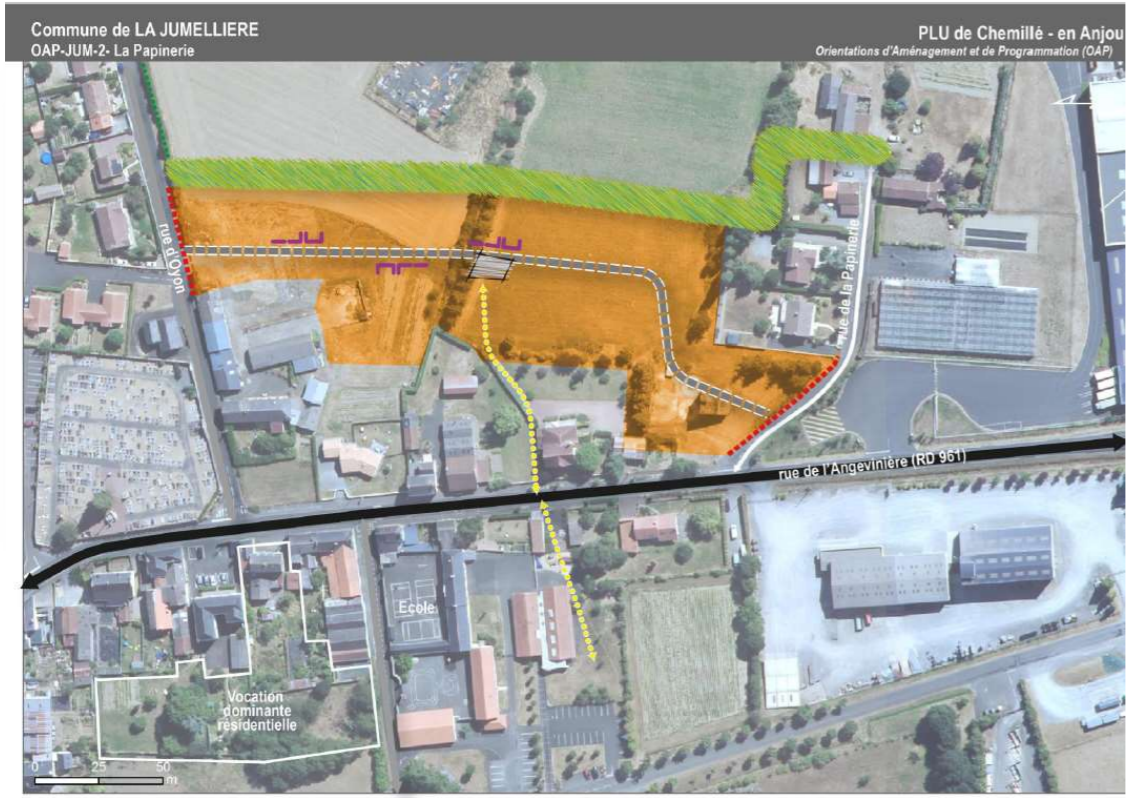 Commune de LA JUMELLIERE
OAP-JUM-2- La Papinerie
PLU de Chemillé - en Anjou
Orientations d'Aménagement et de Programmation (OAP)
rue d'Oyon
rue de la Papinerie
rue de l'Angevinière (RD 961)
Ecole
Vocation
dominante
résidentielle
0 25 50
m